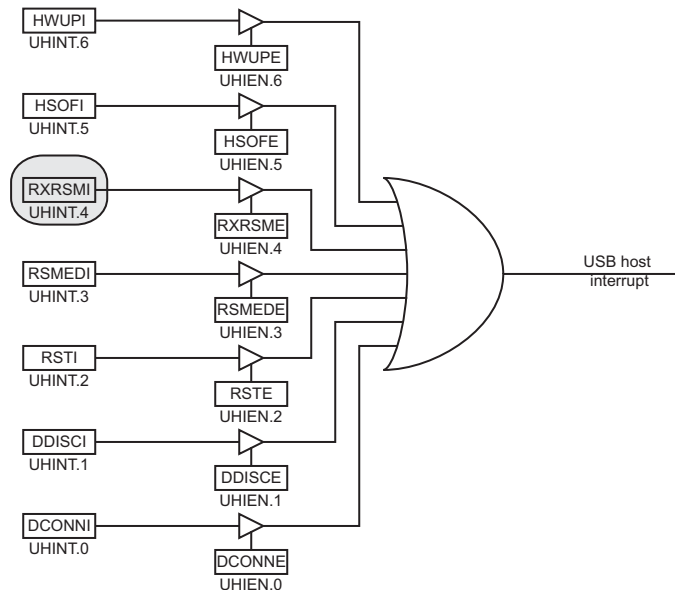 HWUPI
UHINT.6
HWUPE
UHIEN.6
HSOFI
UHINT.5
HSOFE
UHIEN.5
RXRSMI
UHINT.4
RXRSME
UHIEN.4
USB host
interrupt
RSMEDI
UHINT.3
RSMEDE
UHIEN.3
RSTI
UHINT.2
RSTE
UHIEN.2
DDISCI
UHINT.1
DDISCE
UHIEN.1
DCONNI
UHINT.0
DCONNE
UHIEN.0